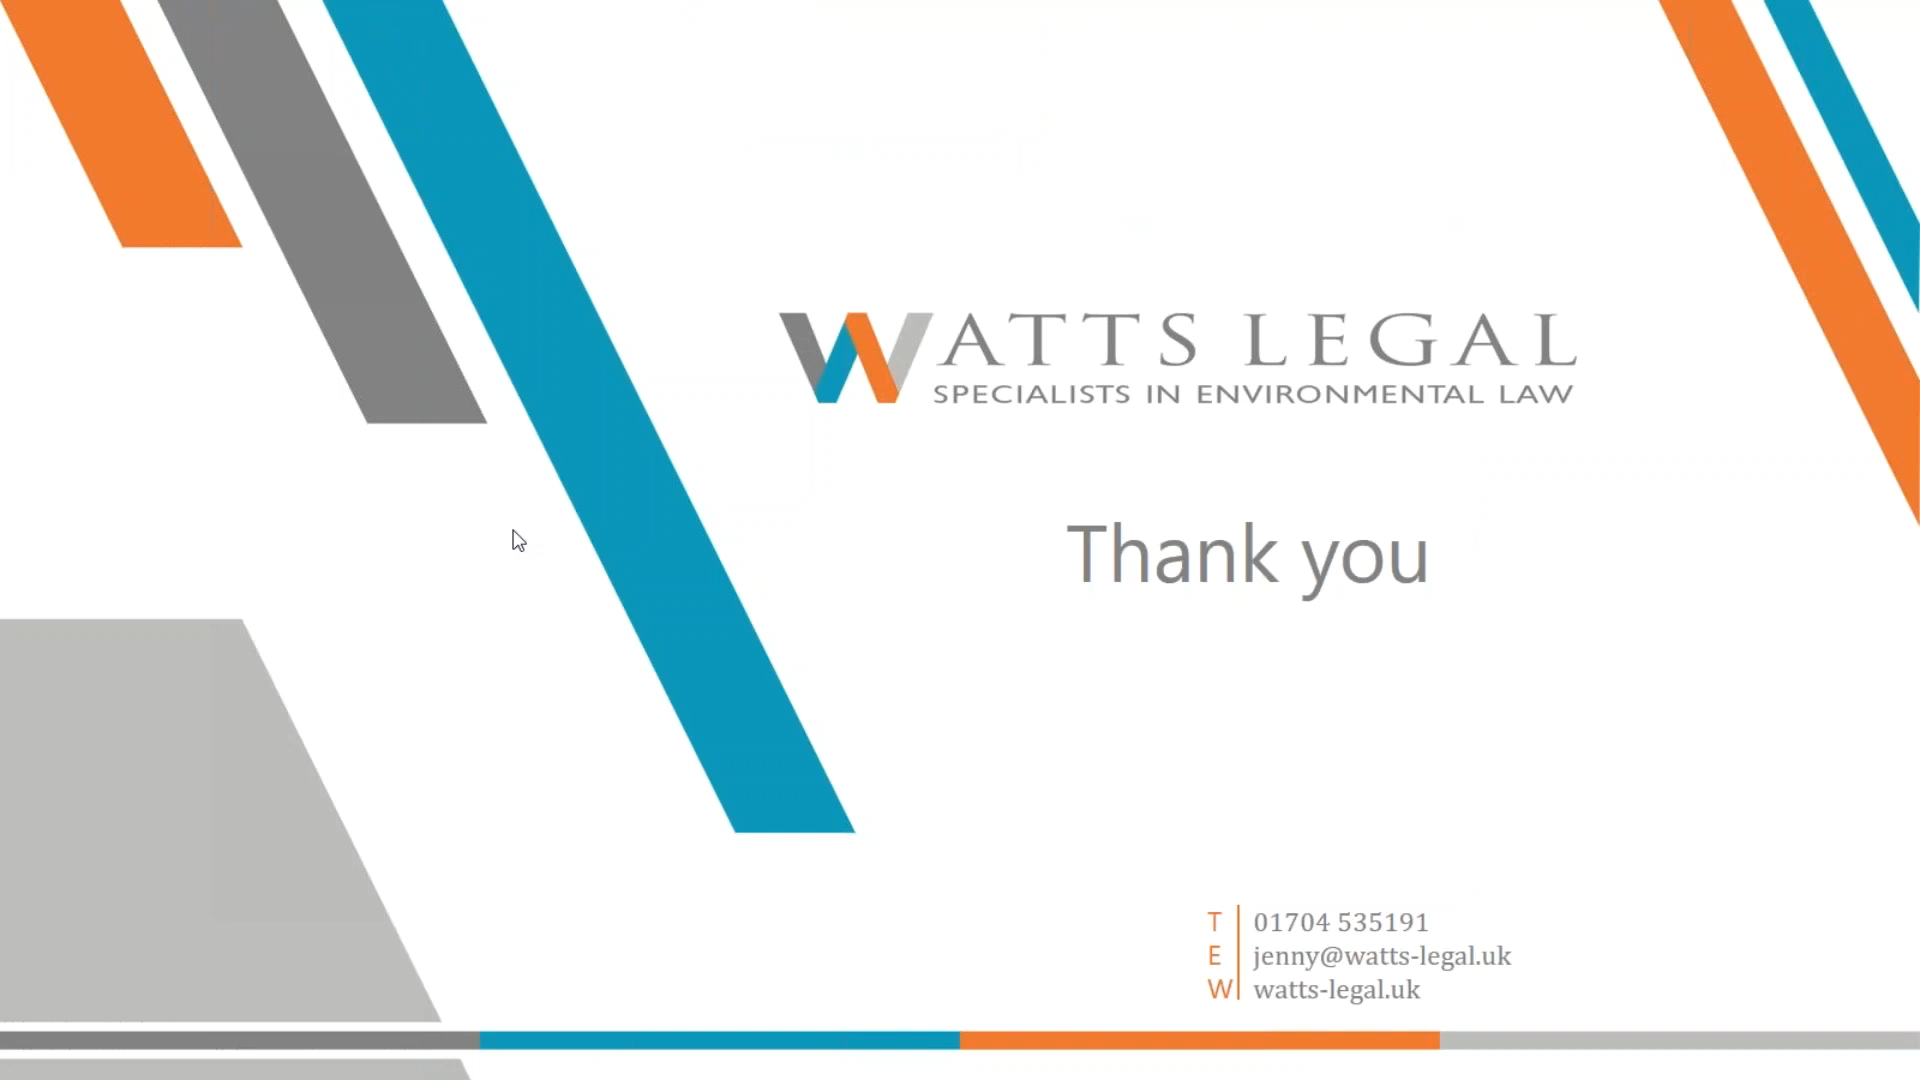 WATTS LEGAL
SPECIALISTS IN ENVIRONMENTAL LAW
Thank you
T 01704 535191
E jenny@watts-legal.uk
W watts-legal.uk